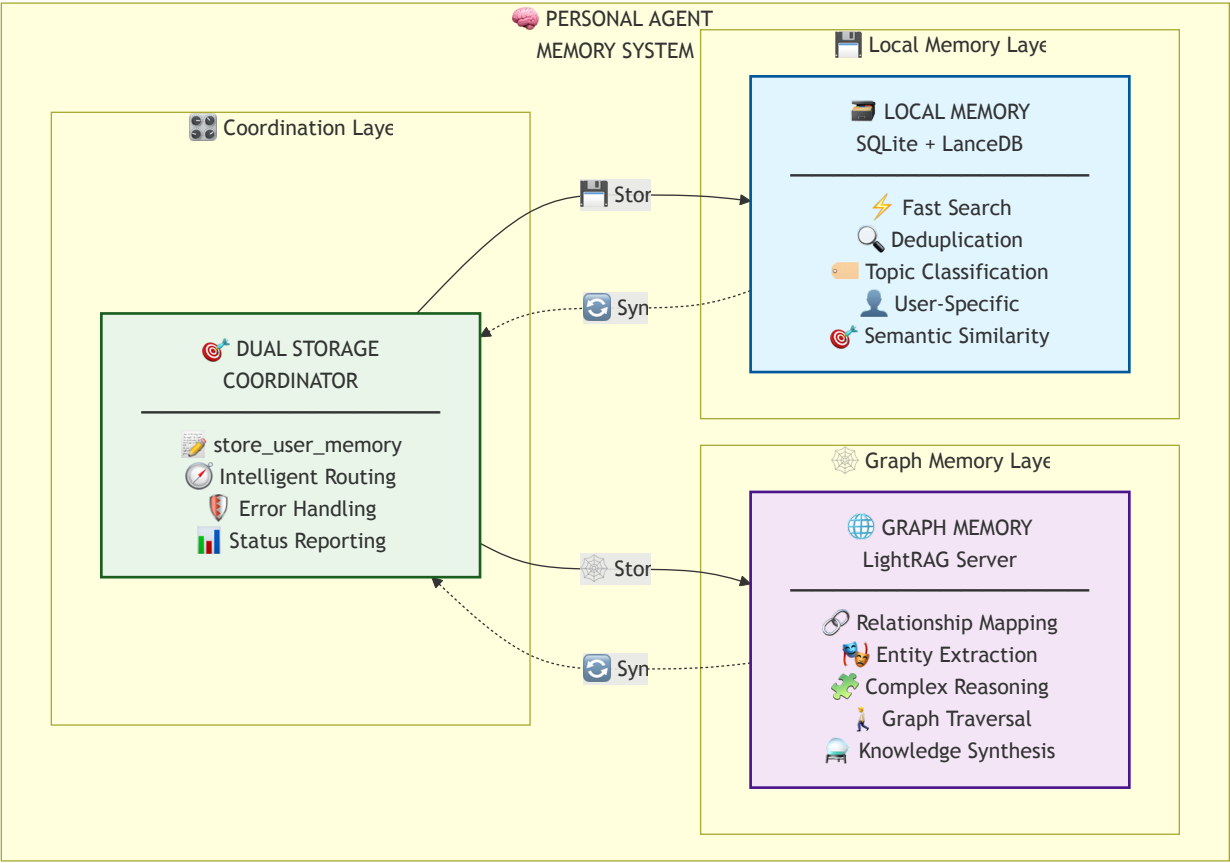 🧠 PERSONAL AGENT
MEMORY SYSTEM
🎛️ Coordination Laye
🎯 DUAL STORAGE
COORDINATOR
📝 store_user_memory
🧭 Intelligent Routing
🛡️ Error Handling
📊 Status Reporting
💾 Stor
🔄 Syn
🕸️ Stor
🔄 Syn
💾 Local Memory Laye
🗃️ LOCAL MEMORY
SQLite + LanceDB
⚡ Fast Search
🔍 Deduplication
🏷️ Topic Classification
👤 User-Specific
🎯 Semantic Similarity
🕸️ Graph Memory Laye
🌐 GRAPH MEMORY
LightRAG Server
🔗 Relationship Mapping
🎭 Entity Extraction
🧩 Complex Reasoning
🚶 Graph Traversal
🔮 Knowledge Synthesis